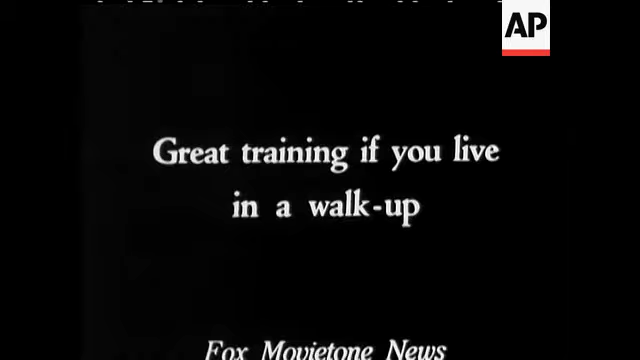 AP
Great training if you live
in a walk-up
Fox Movietone News